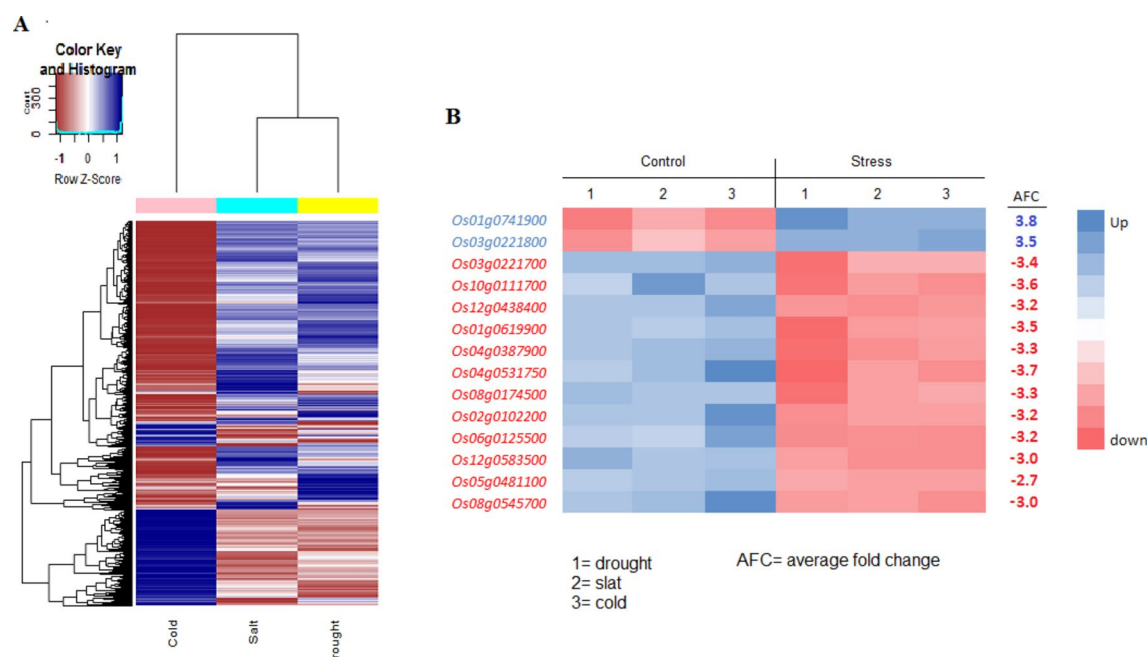 A
Color Key
and Histogram
Count
0 300
-1 0 1
Row Z-Score
Cold
Salt
rought
B
Control Stress
1 2 3 1 2 3 AFC
Os01g0741900 3.8
Os03g0221800 3.5
Os03g0221700 -3.4
Os10g0111700 -3.6
Os12g0438400 -3.2
Os01g0619900 -3.5
Os04g0387900 -3.3
Os04g0531750 -3.7
Os08g0174500 -3.3
Os02g0102200 -3.2
Os06g0125500 -3.2
Os12g0583500 -3.0
Os05g0481100 -2.7
Os08g0545700 -3.0
Up
down
1= drought
2= slat
3= cold
AFC= average fold change